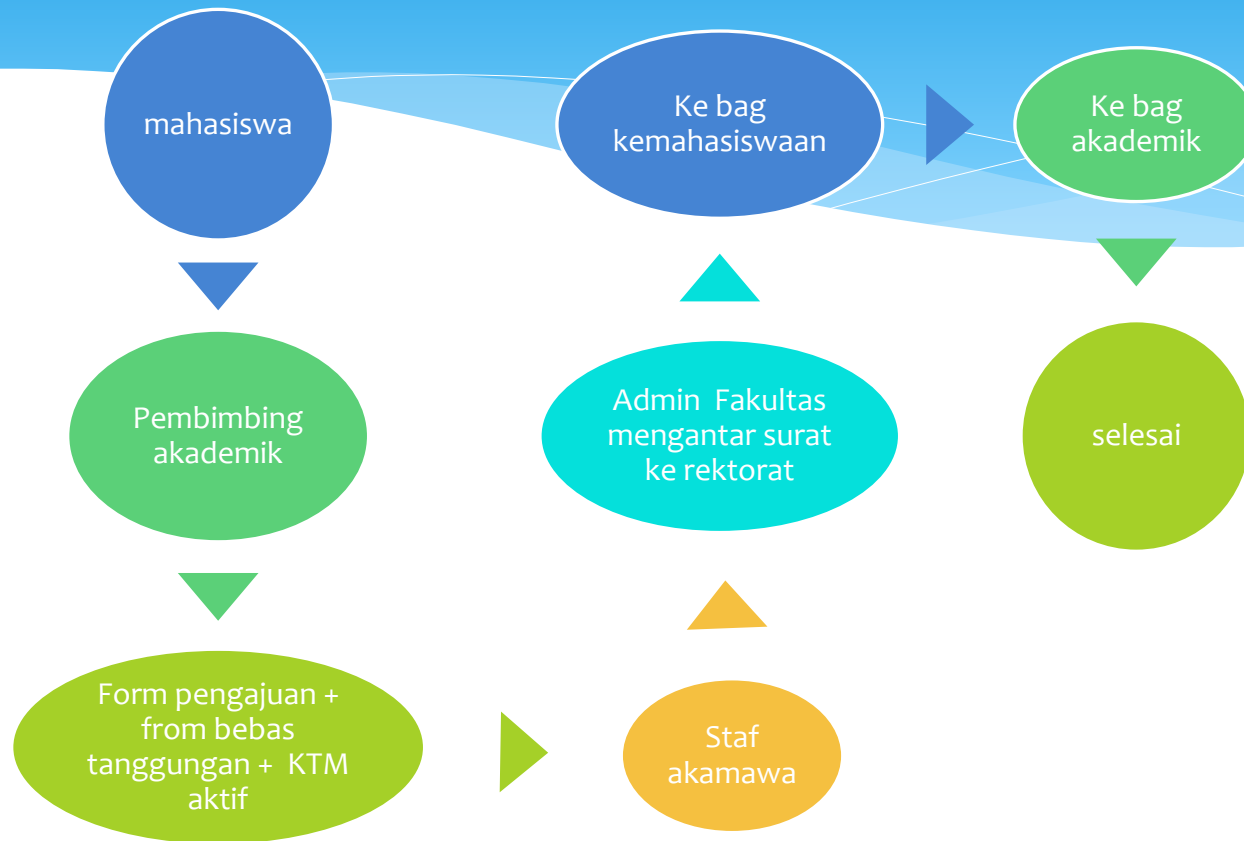 mahasiswa
Pembimbing
akademik
Form pengajuan +
from bebas
tanggungan + KTM
aktif
Staf
akamawa
Admin Fakultas
mengantar surat
ke rektorat
Ke bag
kemahasiswaan
Ke bag
akademik
selesai